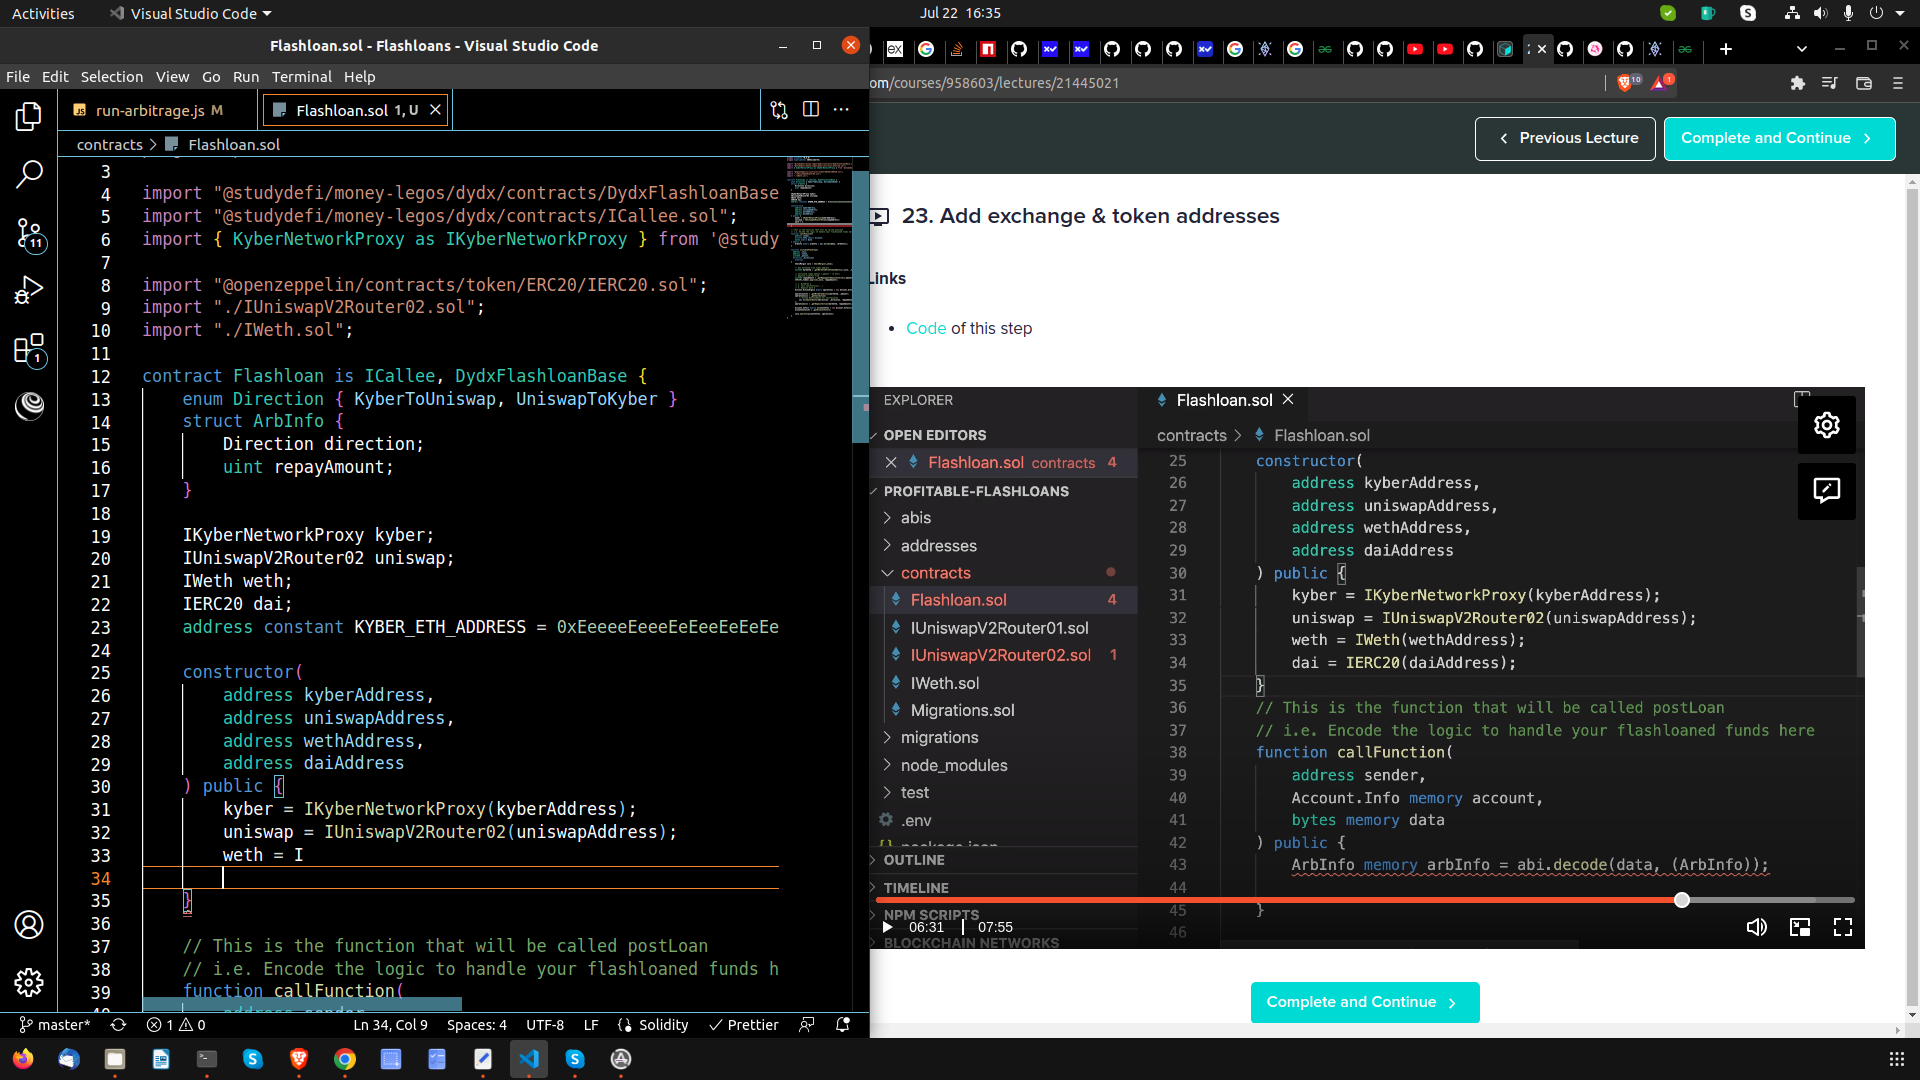 Activities
Visual Studio Code
Jul 22 16:35
Flashloan.sol - Flashloans - Visual Studio Code
File Edit Selection View Go Run Terminal Help
run-arbitrage.js M
Flashloan.sol 1, U
contracts > Flashloan.sol
11
1
3
4 import "@studydefi/money-legos/dydx/contracts/DydxFlashloanBase
5 import "@studydefi/money-legos/dydx/contracts/ICallee.sol";
6 import { KyberNetworkProxy as IKyberNetworkProxy } from '@study
7
8 import "@openzeppelin/contracts/token/ERC20/IERC20.sol";
9 import "./IUniswapV2Router02.sol";
10 import "./IWeth.sol";
11
12 contract Flashloan is ICallee, DydxFlashloanBase {
13 enum Direction { KyberToUniswap, UniswapToKyber }
14 struct ArbInfo {
15 Direction direction;
16 uint repayAmount;
17 }
18
19 IKyberNetworkProxy kyber;
20 IUniswapV2Router02 uniswap;
21 IWeth weth;
22 IERC20 dai;
23 address constant KYBER_ETH_ADDRESS = 0xEeeeeEeeeEeEeeEeEeEe
24
25 constructor(
26 address kyberAddress,
27 address uniswapAddress,
28 address wethAddress,
29 address daiAddress
30 ) public {
31 kyber = IKyberNetworkProxy(kyberAddress);
32 uniswap = IUniswapV2Router02(uniswapAddress);
33 weth = I
34
35 }
36
37 // This is the function that will be called postLoan
38 // i.e. Encode the logic to handle your flashloaned funds h
39 function callFunction(
master* 1 0 Ln 34, Col 9 Spaces: 4 UTF-8 LF Solidity Prettier
om/courses/958603/lectures/21445021
10
1
Previous Lecture
Complete and Continue
23. Add exchange & token addresses
Links
• Code of this step
EXPLORER
OPEN EDITORS
Flashloan.sol contracts 4
PROFITABLE-FLASHLOANS
abis
addresses
contracts
Flashloan.sol 4
IUniswapV2Router01.sol
IUniswapV2Router02.sol 1
IWeth.sol
Migrations.sol
migrations
node_modules
test
.env
OUTLINE
TIMELINE
NPM SCRIPTS
BLOCKCHAIN NETWORKS
Flashloan.sol
contracts > Flashloan.sol
25 constructor(
26 address kyberAddress,
27 address uniswapAddress,
28 address wethAddress,
29 address daiAddress
30 ) public {
31 kyber = IKyberNetworkProxy(kyberAddress);
32 uniswap = IUniswapV2Router02(uniswapAddress);
33 weth = IWeth(wethAddress);
34 dai = IERC20(daiAddress);
35 }
36 // This is the function that will be called postLoan
37 // i.e. Encode the logic to handle your flashloaned funds here
38 function callFunction(
39 address sender,
40 Account.Info memory account,
41 bytes memory data
42 ) public {
43 ArbInfo memory arbInfo = abi.decode(data, (ArbInfo));
44
45 }
46
06:31 | 07:55
Complete and Continue